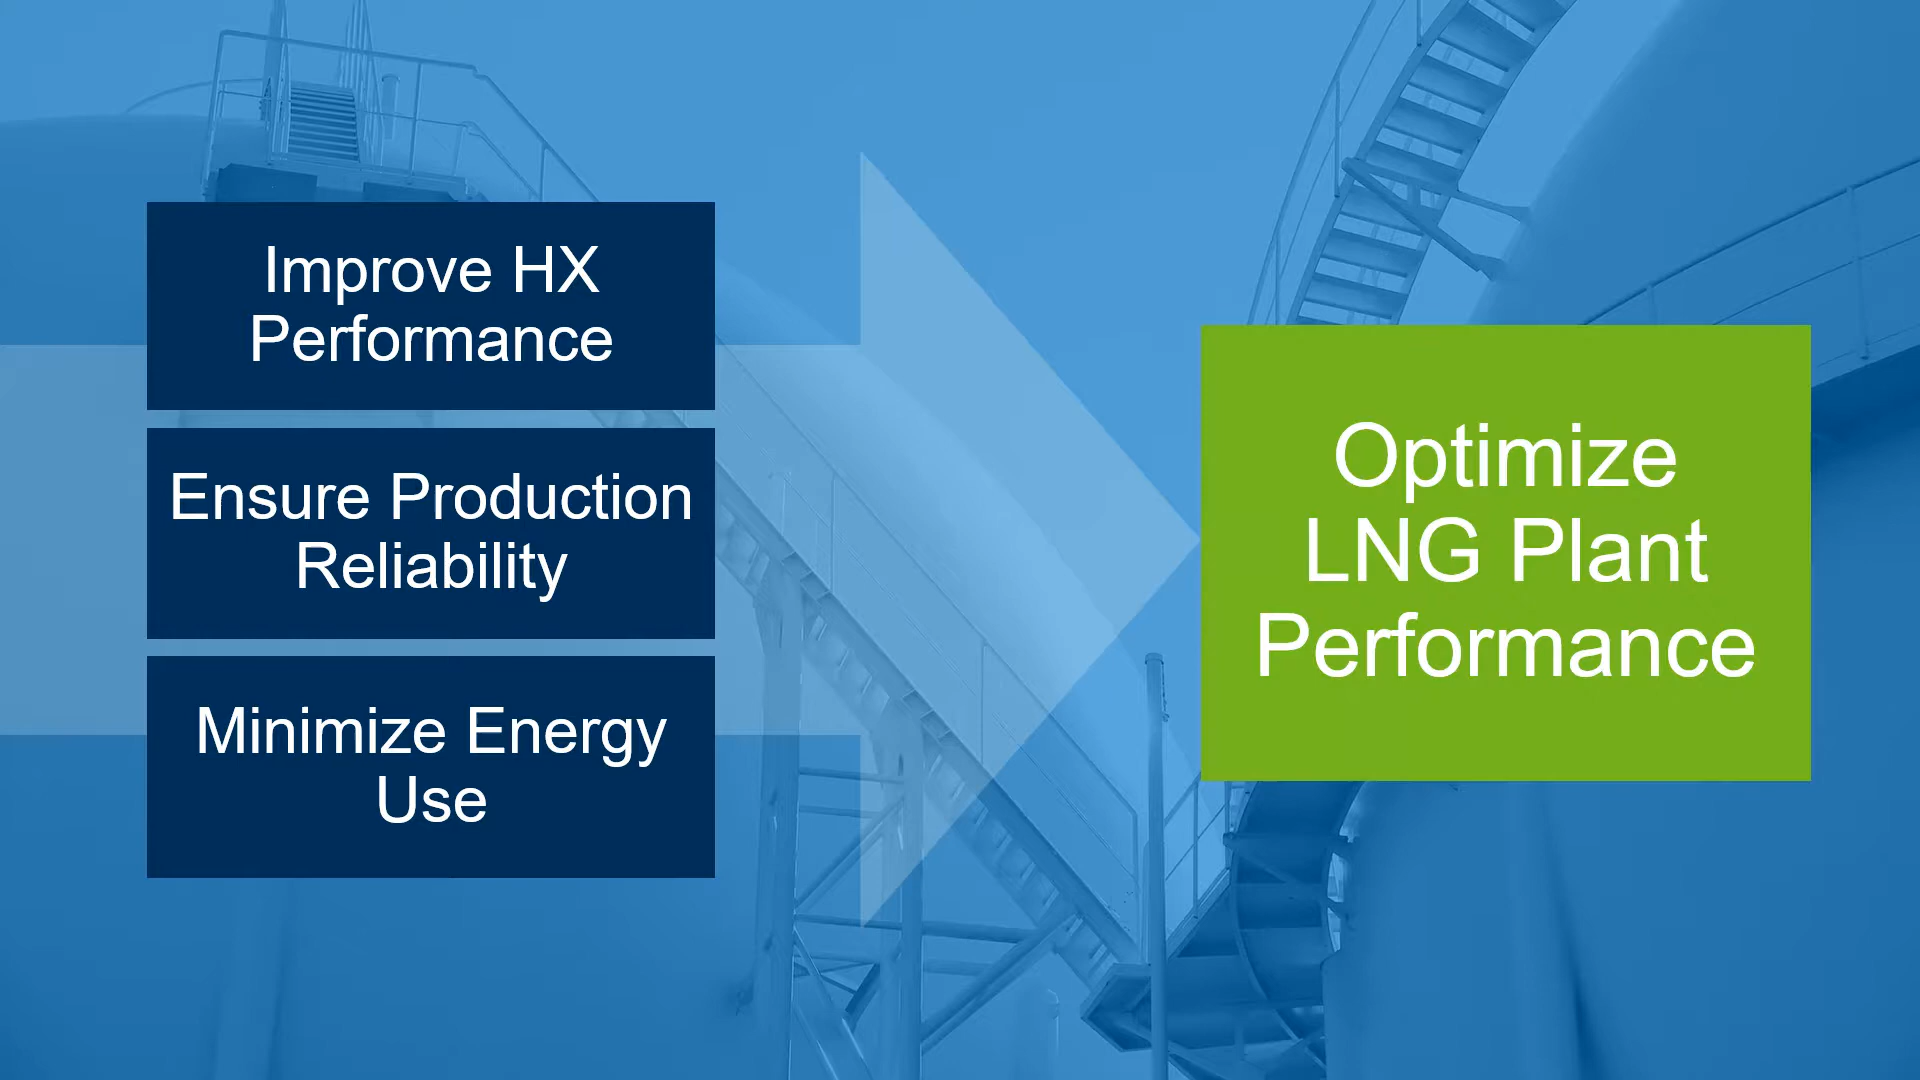 Improve HX
Performance
Ensure Production
Reliability
Minimize Energy
Use
Optimize
LNG Plant
Performance